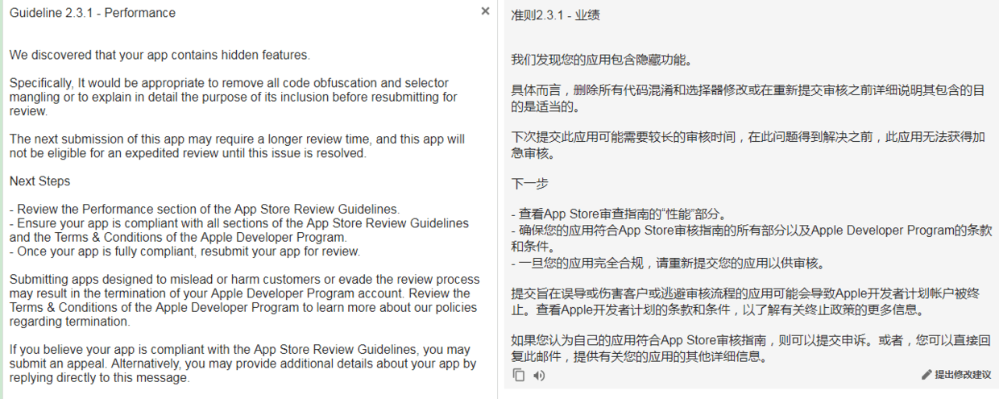 Guideline 2.3.1 - Performance
We discovered that your app contains hidden features.
Specifically, It would be appropriate to remove all code obfuscation and selector
mangling or to explain in detail the purpose of its inclusion before resubmitting for
review.
The next submission of this app may require a longer review time, and this app will
not be eligible for an expedited review until this issue is resolved.
Next Steps
- Review the Performance section of the App Store Review Guidelines.
- Ensure your app is compliant with all sections of the App Store Review Guidelines
and the Terms & Conditions of the Apple Developer Program.
- Once your app is fully compliant, resubmit your app for review.
Submitting apps designed to mislead or harm customers or evade the review process
may result in the termination of your Apple Developer Program account. Review the
Terms & Conditions of the Apple Developer Program to learn more about our policies
regarding termination.
If you believe your app is compliant with the App Store Review Guidelines, you may
submit an appeal. Alternatively, you may provide additional details about your app by
replying directly to this message.
准则2.3.1 - 业绩
我们发现您的应用包含隐藏功能。
具体而言，删除所有代码混淆和选择器修改或在重新提交审核之前详细说明其包含的目
的是适当的。
下次提交此应用可能需要较长的审核时间，在此问题得到解决之前，此应用无法获得加
急审核。
下一步
- 查看App Store审查指南的“性能”部分。
- 确保您的应用符合App Store审核指南的所有部分以及Apple Developer Program的条款
和条件。
- 一旦您的应用完全合规，请重新提交您的应用以供审核。
提交旨在误导或伤害客户或逃避审核流程的应用可能会导致Apple开发者计划帐户被终
止。查看Apple开发者计划的条款和条件，以了解有关终止政策的更多信息。
如果您认为自己的应用符合App Store审核指南，则可以提交申诉。或者，您可以直接回
复此邮件，提供有关您的应用的其他详细信息。
提出修改建议